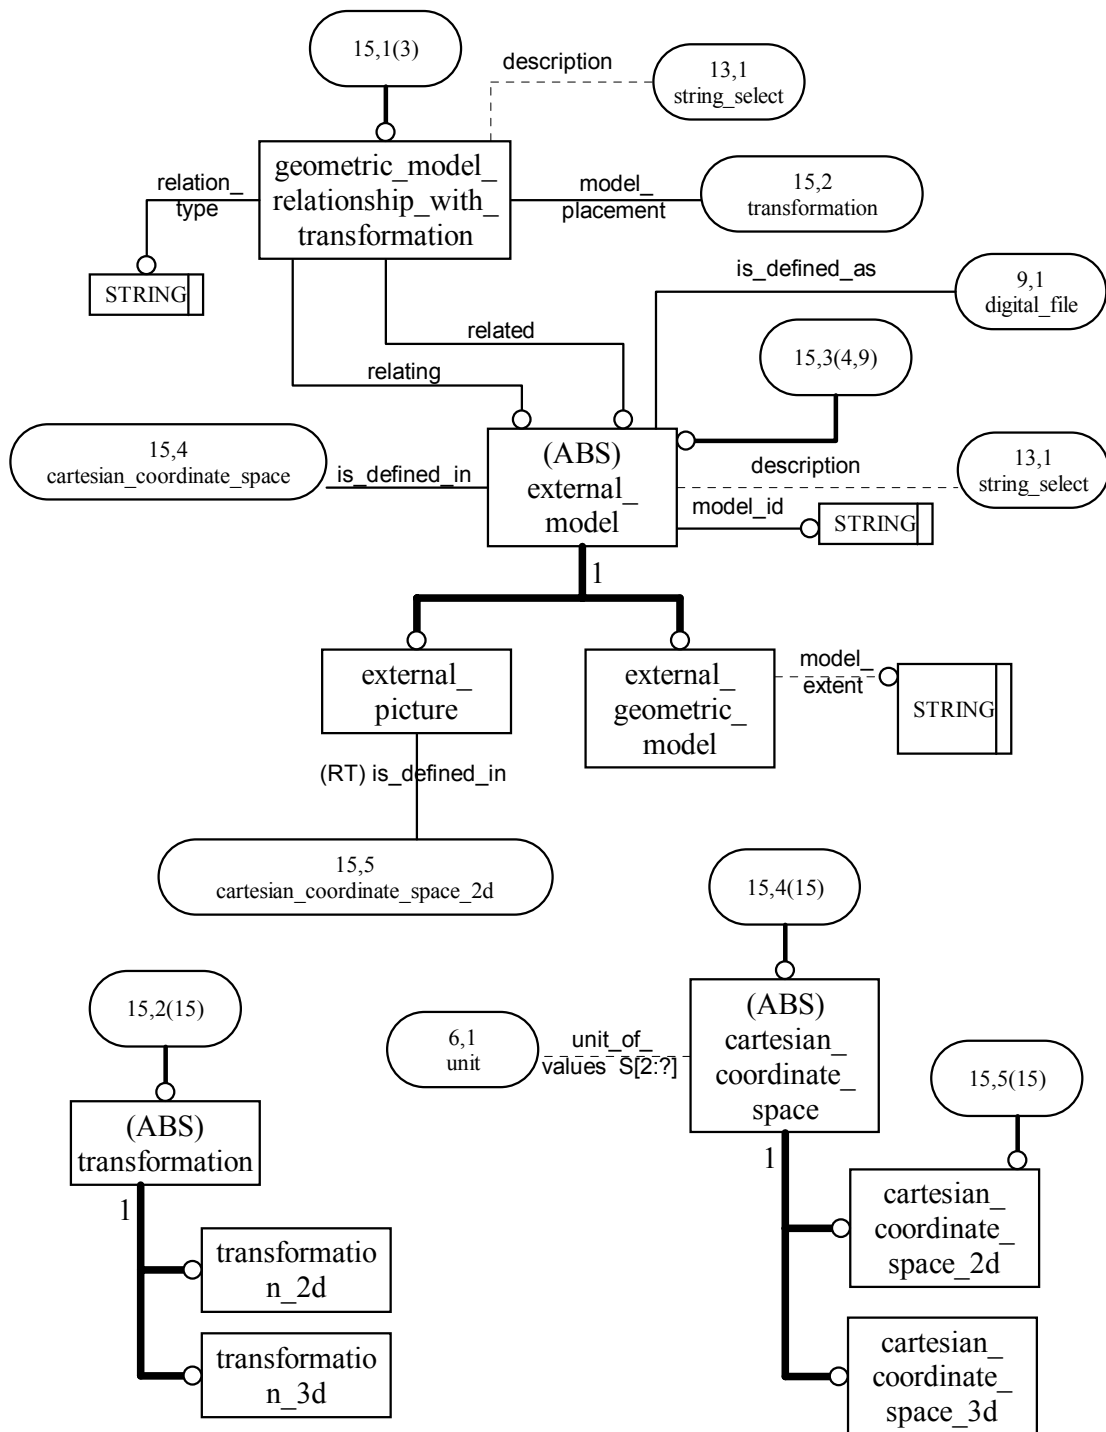 15,1(3)
description
13,1
string_select
geometric_model_
relationship_with_
transformation
relation_
type
model_
placement
15,2
transformation
STRING
is_defined_as
9,1
digital_file
related
relating
15,3(4,9)
15,4
cartesian_coordinate_space
is_defined_in
(ABS)
external_
model
description
13,1
string_select
model_id
STRING
1
external_
picture
external_
geometric_
model
model_
extent
STRING
(RT) is_defined_in
15,5
cartesian_coordinate_space_2d
15,4(15)
15,2(15)
(ABS)
cartesian_
coordinate_
space
6,1
unit
unit_of_
values S[2:?]
15,5(15)
(ABS)
transformation
1
1
cartesian_
coordinate_
space_2d
transformatio
n_2d
transformatio
n_3d
cartesian_
coordinate_
space_3d